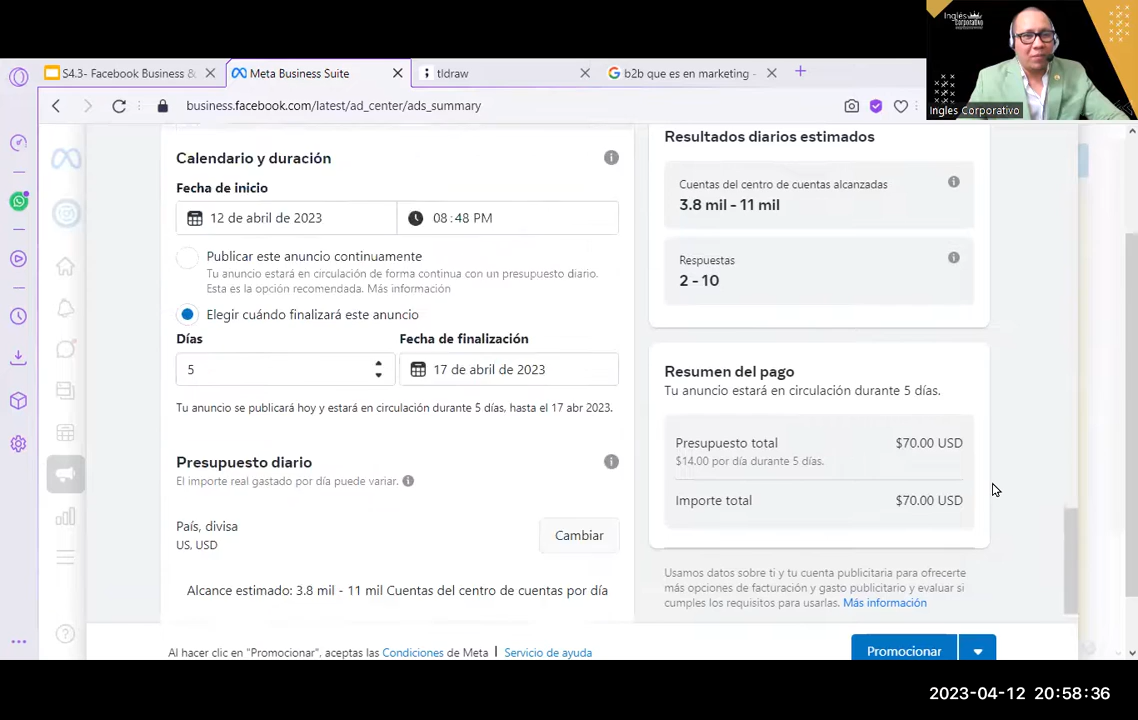 Inglés
Corporativo
Ingles Corporativo
S4.3- Facebook Business &
Meta Business Suite
tldraw
b2b que es en marketing -
business.facebook.com/latest/ad_center/ads_summary
Calendario y duración
Fecha de inicio
12 de abril de 2023
08:48 PM
Publicar este anuncio continuamente
Tu anuncio estará en circulación de forma continua con un presupuesto diario.
Esta es la opción recomendada. Más información
Elegir cuándo finalizará este anuncio
Días
Fecha de finalización
5
17 de abril de 2023
Tu anuncio se publicará hoy y estará en circulación durante 5 días, hasta el 17 abr 2023.
Presupuesto diario
El importe real gastado por día puede variar.
País, divisa
US, USD
Cambiar
Alcance estimado: 3.8 mil - 11 mil Cuentas del centro de cuentas por día
Resultados diarios estimados
Cuentas del centro de cuentas alcanzadas
3.8 mil - 11 mil
Respuestas
2 - 10
Resumen del pago
Tu anuncio estará en circulación durante 5 días.
Presupuesto total $70.00 USD
$14.00 por día durante 5 días.
Importe total $70.00 USD
Usamos datos sobre ti y tu cuenta publicitaria para ofrecerte
más opciones de facturación y gasto publicitario y evaluar si
cumples los requisitos para usarlas. Más información
Al hacer clic en "Promocionar", aceptas las Condiciones de Meta | Servicio de ayuda
Promocionar
2023-04-12 20:58:36